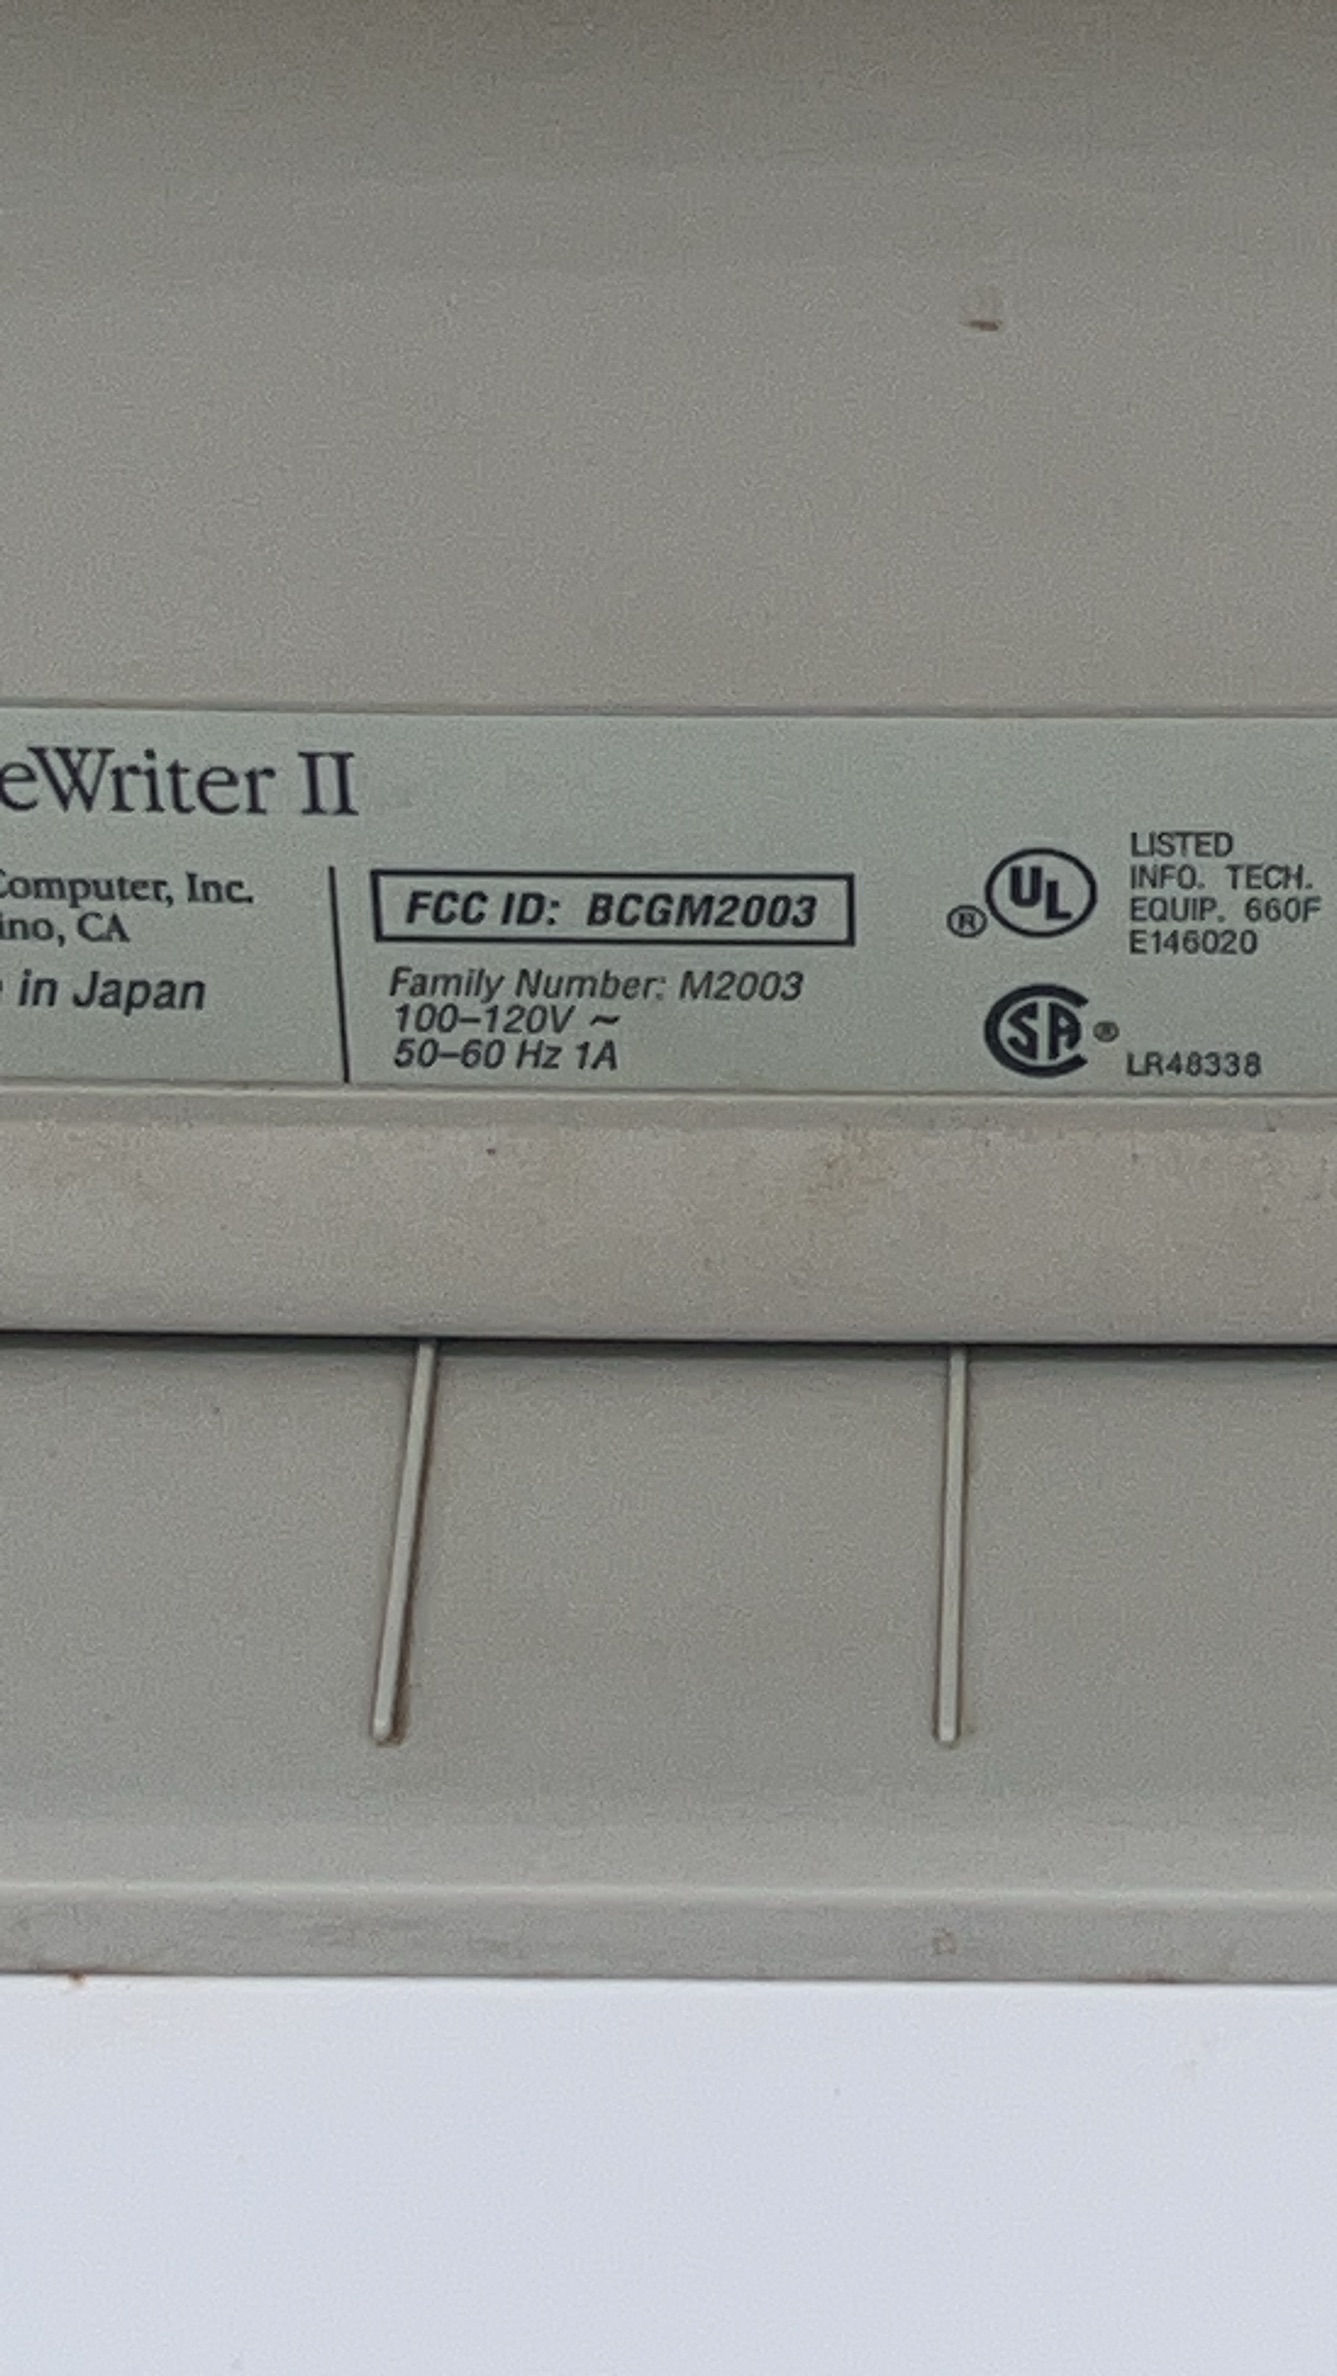 eWriter II
Computer, Inc.
ino, CA
in Japan
FCC ID: BCGM2003
Family Number: M2003
100–120V ~
50–60 Hz 1A
® UL
LISTED
INFO. TECH.
EQUIP. 660F
E146020
SA ®
LR48338